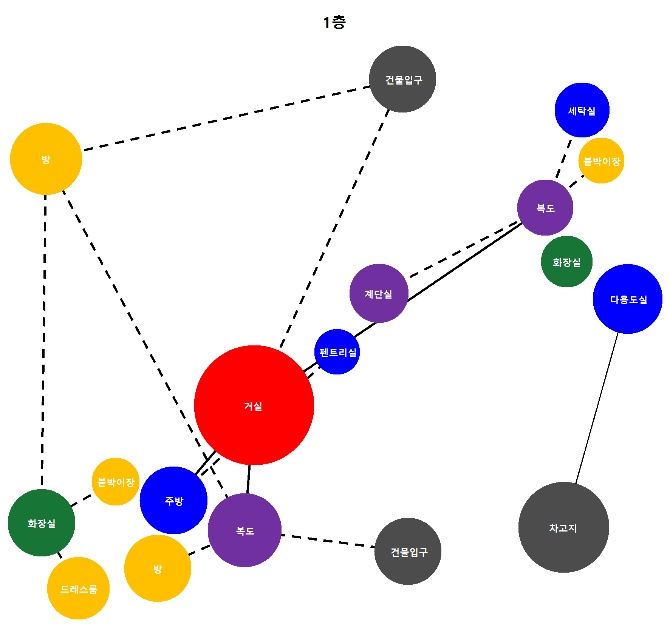 1층
건물입구
세탁실
방
붙박이장
복도
화장실
계단실
다용도실
펜트리실
거실
붙박이장
주방
화장실
복도
차고지
건물입구
방
드레스룸